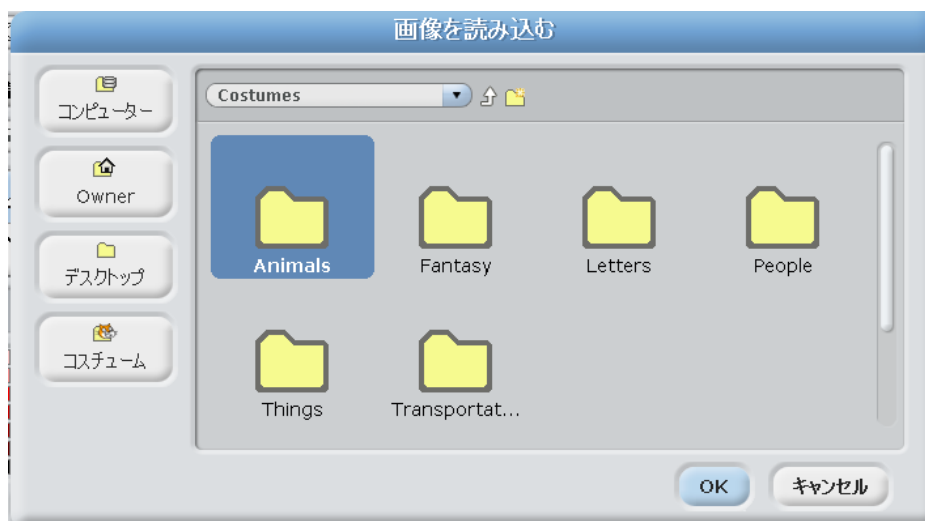 画像を読み込む
コンピューター
Owner
デスクトップ
コスチューム
Costumes
Animals
Fantasy
Letters
People
Things
Transportat...
OK
キャンセル